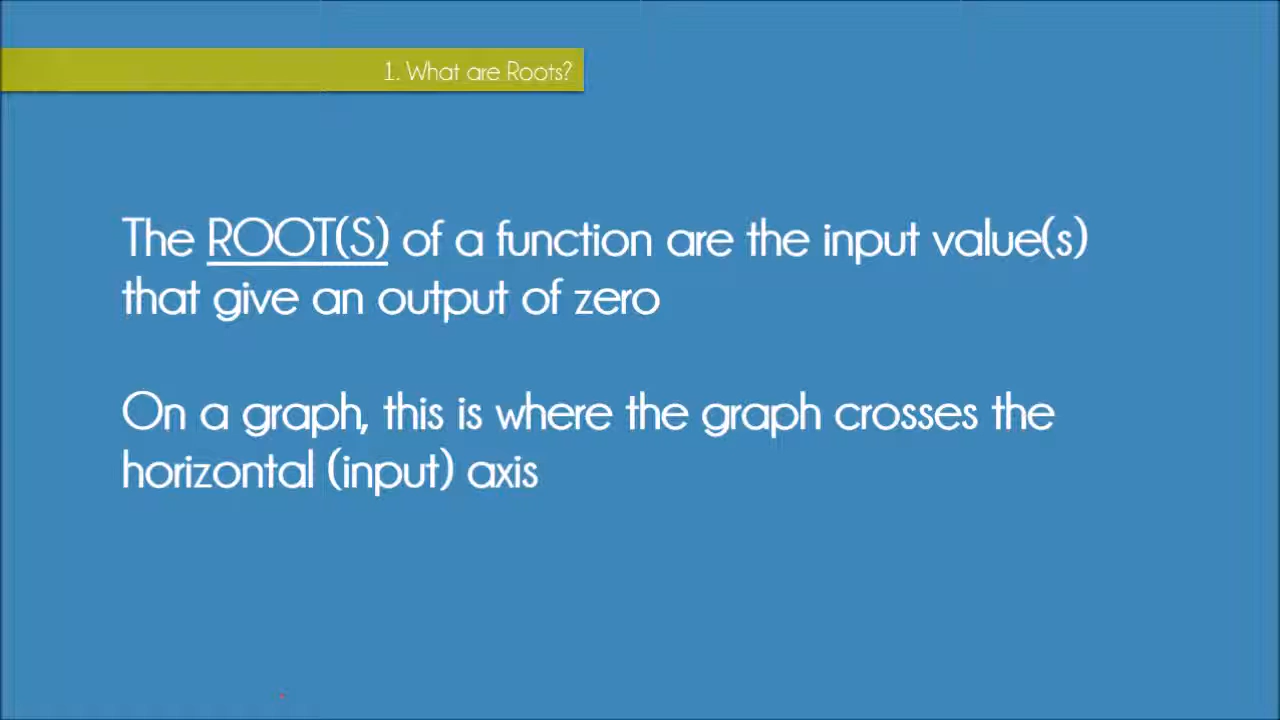 1. What are Roots?
The ROOT(S) of a function are the input value(s)
that give an output of zero
On a graph, this is where the graph crosses the
horizontal (input) axis